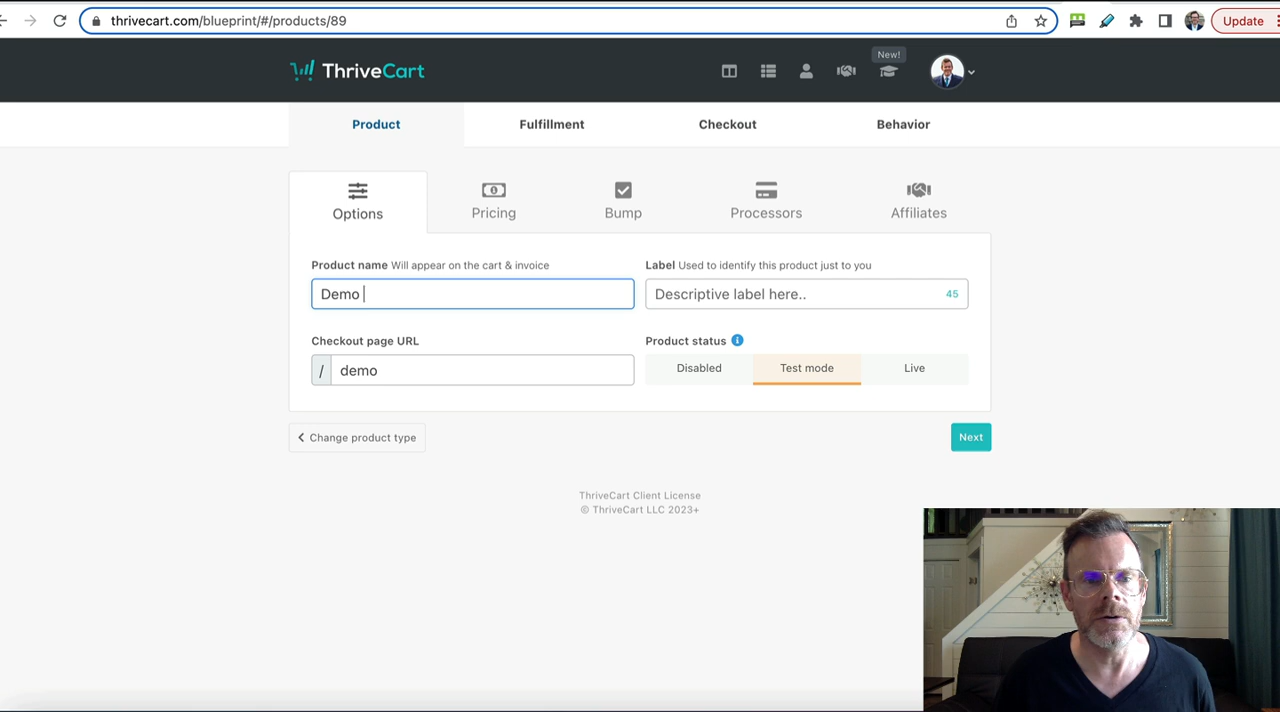 thrivecart.com/blueprint/#/products/89
Update
ThriveCart
New!
Product
Fulfillment
Checkout
Behavior
Options
Pricing
Bump
Processors
Affiliates
Product name Will appear on the cart & invoice
Label Used to identify this product just to you
Demo
Descriptive label here..
45
Checkout page URL
Product status
/ demo
Disabled
Test mode
Live
Change product type
Next
ThriveCart Client License
© ThriveCart LLC 2023+